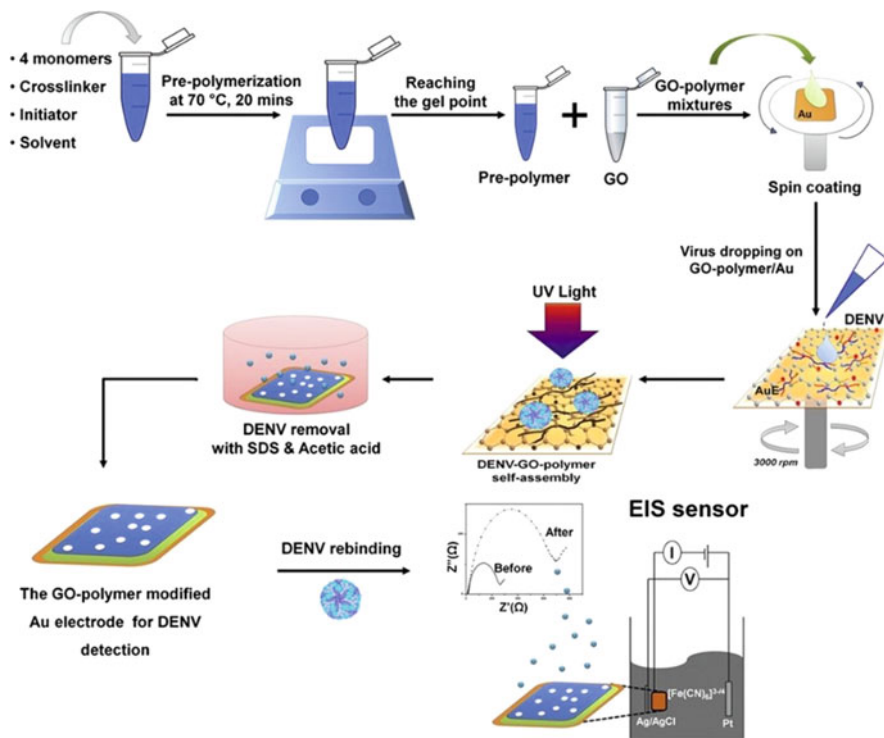 • 4 monomers
• Crosslinker
• Initiator
• Solvent
Pre-polymerization
at 70 °C, 20 mins
Reaching
the gel point
Pre-polymer
+
GO
GO-polymer
mixtures
Au
Spin coating
Virus dropping on
GO-polymer/Au
DENV
AuE
3000 rpm
UV Light
DENV-GO-polymer
self-assembly
DENV removal
with SDS & Acetic acid
The GO-polymer modified
Au electrode for DENV
detection
DENV rebinding
Z''(Ω)
After
Before
Z'(Ω)
EIS sensor
I
V
[Fe(CN)₆]³⁻ᐟ⁴
Ag/AgCl
Pt